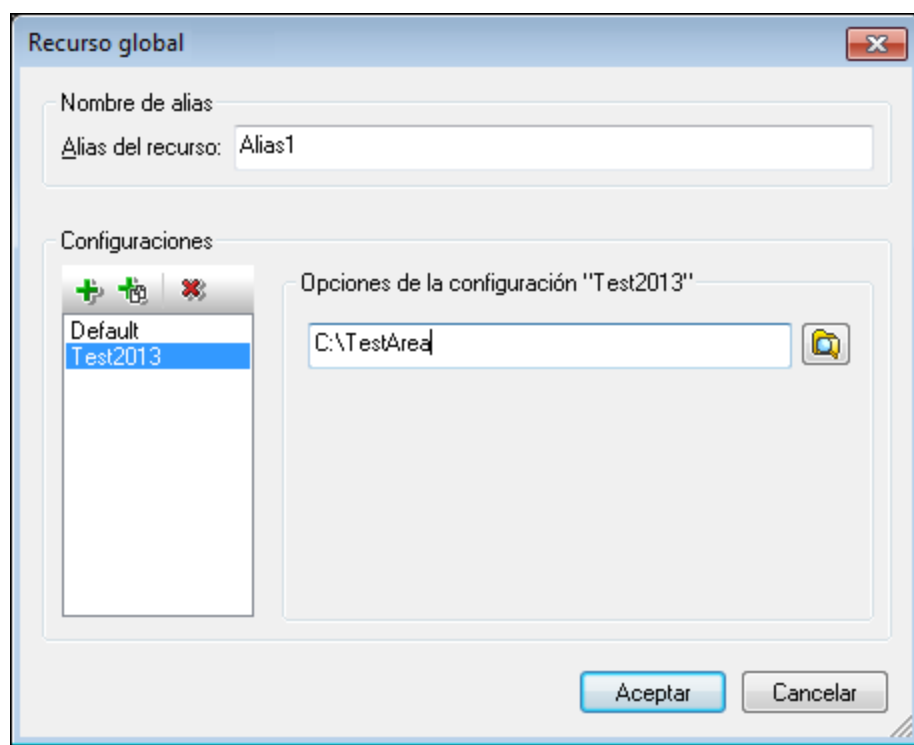 Recurso global
Nombre de alias
Alias del recurso: Alias1
Configuraciones
Opciones de la configuración "Test2013"
Default
Test2013
C:\TestArea
Aceptar
Cancelar